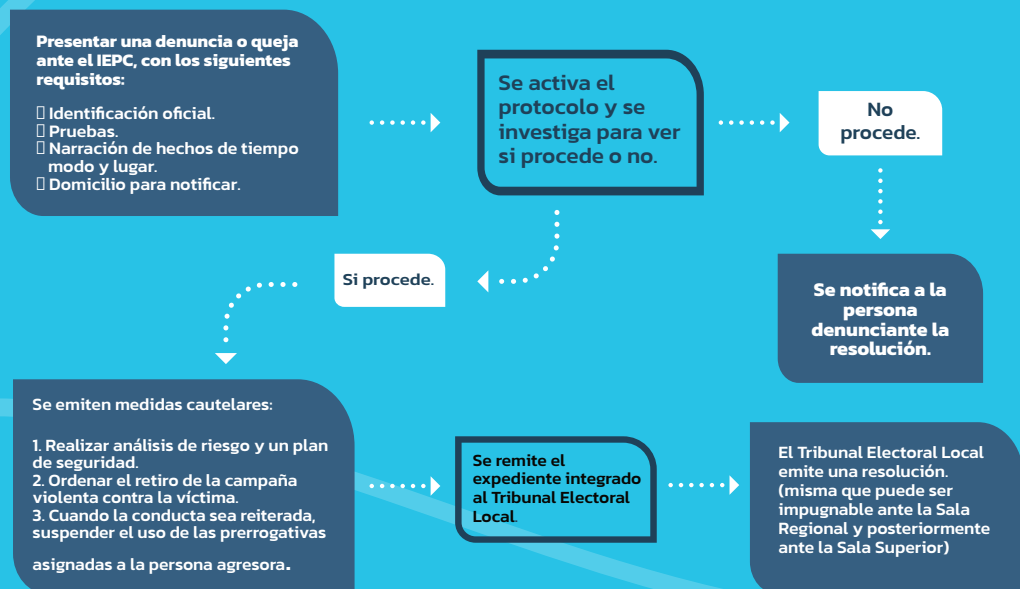 Presentar una denuncia o queja
ante el IEPC, con los siguientes
requisitos:
▯ Identificación oficial.
▯ Pruebas.
▯ Narración de hechos de tiempo
modo y lugar.
▯ Domicilio para notificar.
Se activa el
protocolo y se
investiga para ver
si procede o no.
No
procede.
Si procede.
Se notifica a la
persona
denunciante la
resolución.
Se emiten medidas cautelares:
1. Realizar análisis de riesgo y un plan
de seguridad.
2. Ordenar el retiro de la campaña
violenta contra la víctima.
3. Cuando la conducta sea reiterada,
suspender el uso de las prerrogativas
asignadas a la persona agresora.
Se remite el
expediente integrado
al Tribunal Electoral
Local.
El Tribunal Electoral Local
emite una resolución.
(misma que puede ser
impugnable ante la Sala
Regional y posteriormente
ante la Sala Superior)